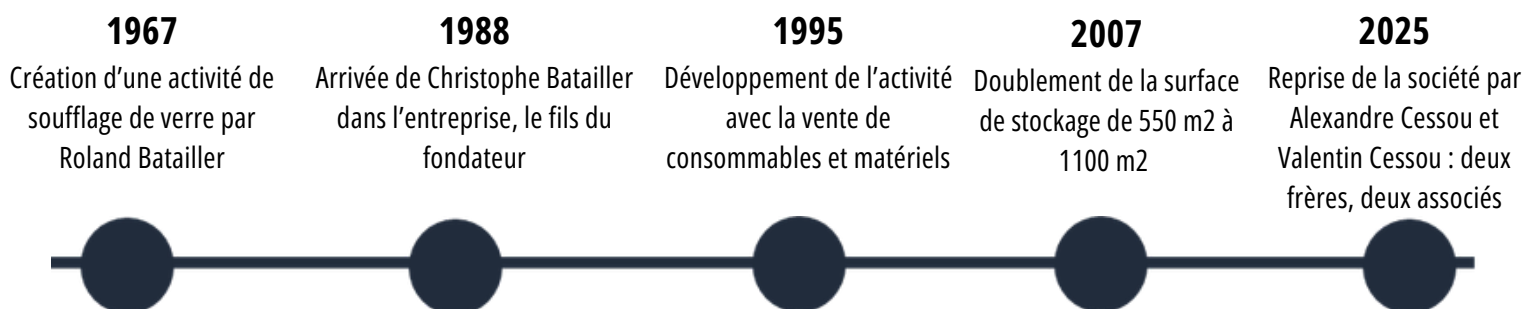 1967
Création d’une activité de
soufflage de verre par
Roland Batailler
1988
Arrivée de Christophe Batailler
dans l’entreprise, le fils du
fondateur
1995
Développement de l’activité
avec la vente de
consommables et matériels
2007
Doublement de la surface
de stockage de 550 m2 à
1100 m2
2025
Reprise de la société par
Alexandre Cessou et
Valentin Cessou : deux
frères, deux associés